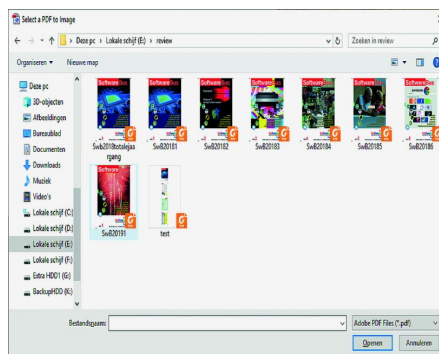 Select a PDF to Image
Deze pc > Lokale schijf (E:) > review
Zoeken in review
Organiseren
Nieuwe map
Deze pc
3D-objecten
Afbeeldingen
Bureaublad
Documenten
Downloads
Muziek
Video's
Lokale schijf (C:)
Lokale schijf (D:)
Lokale schijf (E:)
Lokale schijf (F:)
Extra HDD1 (G:)
BackupHDD (K:)
Swb2018totalejaa
rgang
SwB20181
SwB20182
SwB20183
SwB20184
SwB20185
SwB20186
SwB20191
test
Bestandsnaam:
Adobe PDF Files (*.pdf)
Openen
Annuleren